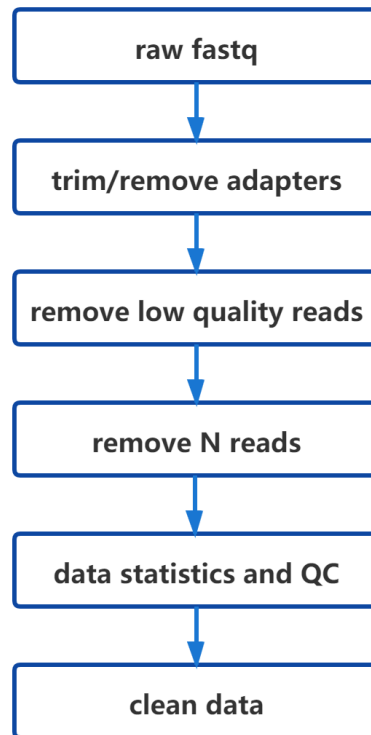 raw fastq
trim/remove adapters
remove low quality reads
remove N reads
data statistics and QC
clean data